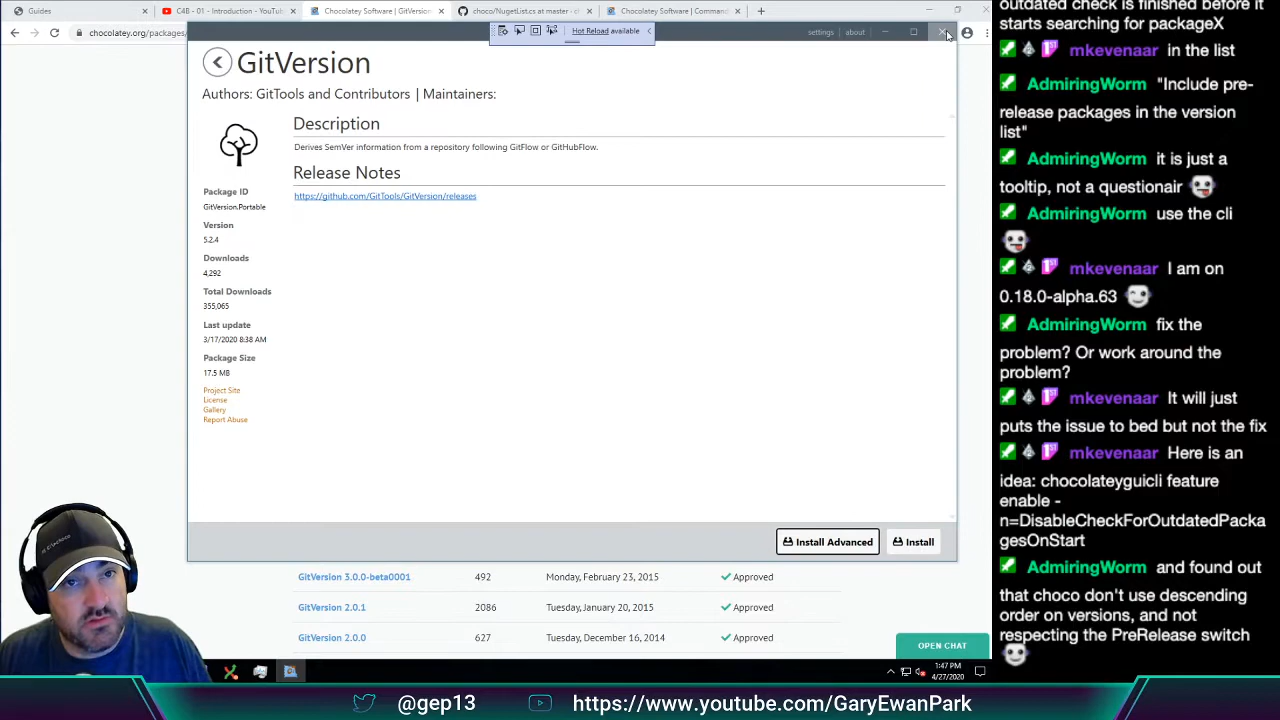 Guides
C4B - 01 - Introduction - YouT
Chocolatey Software | GitVersion
choco/NugetList.cs at master · c
Chocolatey Software | Comman
chocolatey.org/packages/
Hot Reload available
settings about
GitVersion
Authors: GitTools and Contributors | Maintainers:
Description
Derives SemVer information from a repository following GitFlow or GitHubFlow.
Release Notes
https://github.com/GitTools/GitVersion/releases
Package ID
GitVersion.Portable
Version
5.2.4
Downloads
4,292
Total Downloads
355,065
Last update
3/17/2020 8:38 AM
Package Size
17.5 MB
Project Site
License
Gallery
Report Abuse
Install Advanced
Install
GitVersion 3.0.0-beta0001 492 Monday, February 23, 2015 Approved
GitVersion 2.0.1 2086 Tuesday, January 20, 2015 Approved
GitVersion 2.0.0 627 Tuesday, December 16, 2014 Approved
OPEN CHAT
1:47 PM
4/27/2020
outdated check is finished before it
starts searching for packageX
mkevenaar in the list
AdmiringWorm "Include pre-
release packages in the version
list"
AdmiringWorm it is just a
tooltip, not a questionair
AdmiringWorm use the cli
mkevenaar I am on
0.18.0-alpha.63
AdmiringWorm fix the
problem? Or work around the
problem?
mkevenaar It will just
puts the issue to bed but not the fix
mkevenaar Here is an
idea: chocolateyguicli feature
enable -
n=DisableCheckForOutdatedPacka
gesOnStart
AdmiringWorm and found out
that choco don't use descending
order on versions, and not
respecting the PreRelease switch
@gep13
https://www.youtube.com/GaryEwanPark